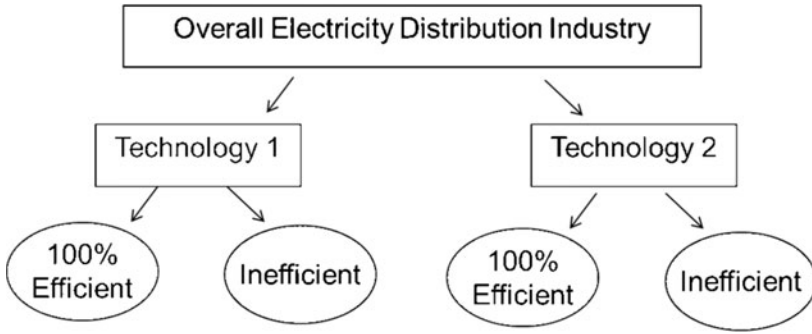 Overall Electricity Distribution Industry
Technology 1
Technology 2
100%
Efficient
Inefficient
100%
Efficient
Inefficient